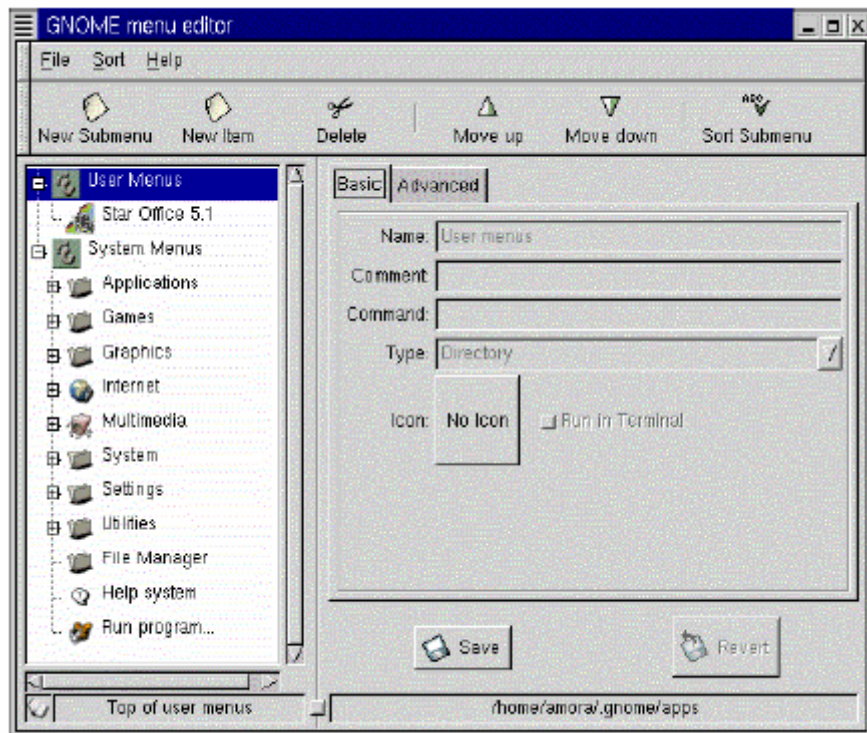 GNOME menu editor
File Sort Help
New Submenu New Item Delete Move up Move down Sort Submenu
User Menus
Star Office 5.1
System Menus
Applications
Games
Graphics
Internet
Multimedia
System
Settings
Utilities
File Manager
Help system
Run program...
Basic Advanced
Name: User menus
Comment:
Command:
Type: Directory
Icon: No Icon Run in Terminal
Save Revert
Top of user menus /home/amora/.gnome/apps